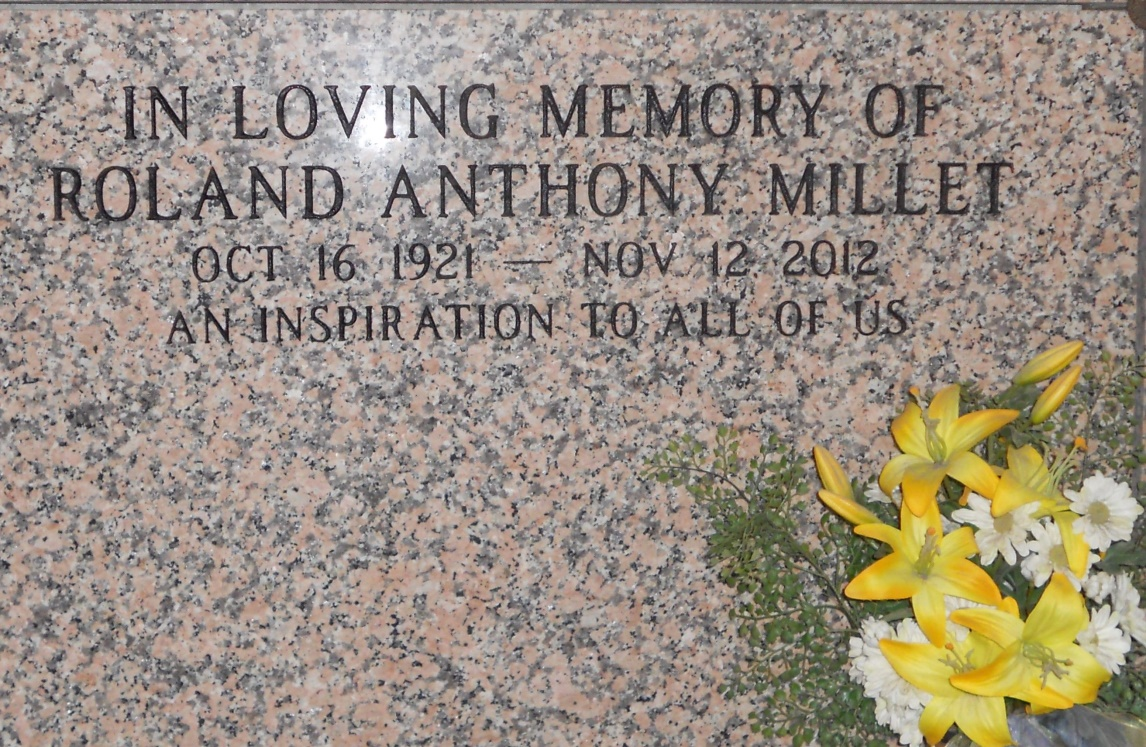 IN LOVING MEMORY OF
ROLAND ANTHONY MILLET
OCT 16 1921 — NOV 12 2012
AN INSPIRATION TO ALL OF US